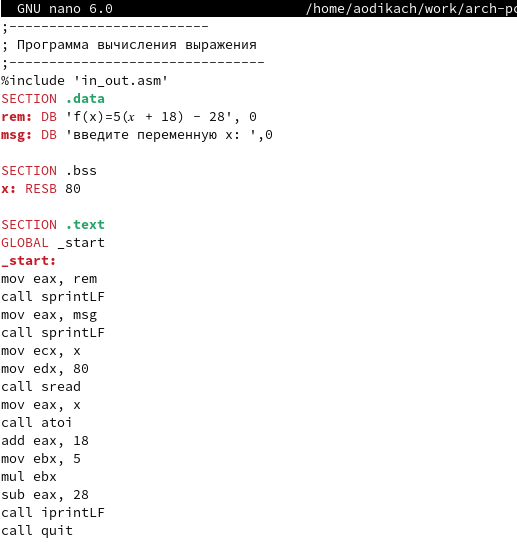 GNU nano 6.0 /home/aodikach/work/arch-pc
;-------------------------
; Программа вычисления выражения
;--------------------------------
%include 'in_out.asm'
SECTION .data
rem: DB 'f(x)=5(𝑥 + 18) − 28', 0
msg: DB 'введите переменную x: ',0
SECTION .bss
x: RESB 80
SECTION .text
GLOBAL _start
_start:
mov eax, rem
call sprintLF
mov eax, msg
call sprintLF
mov ecx, x
mov edx, 80
call sread
mov eax, x
call atoi
add eax, 18
mov ebx, 5
mul ebx
sub eax, 28
call iprintLF
call quit